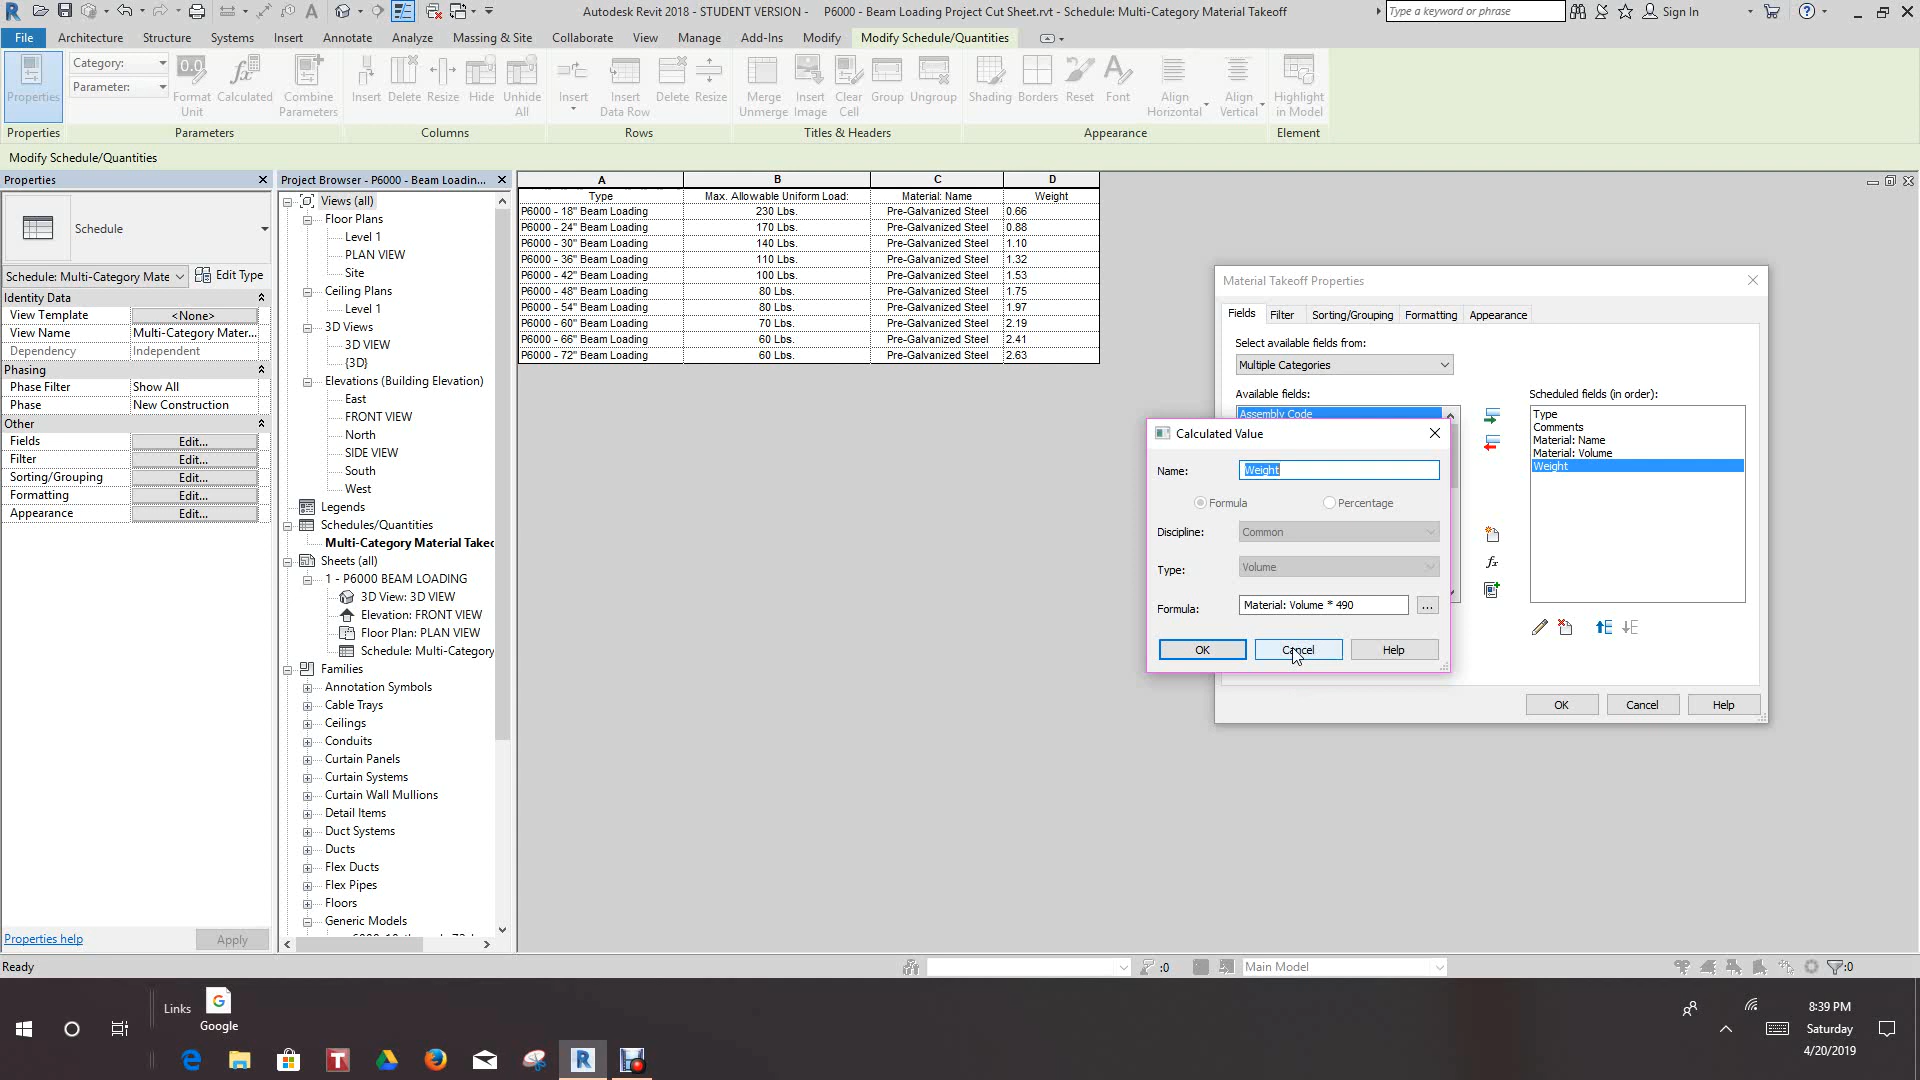 Autodesk Revit 2018 - STUDENT VERSION - P6000 - Beam Loading Project Cut Sheet.rvt - Schedule: Multi-Category Material Takeoff
Type a keyword or phrase
Sign In
File Architecture Structure Systems Insert Annotate Analyze Massing & Site Collaborate View Manage Add-Ins Modify Modify Schedule/Quantities
Properties
Category:
Parameter:
Format Unit
Calculated
Combine Parameters
Insert Delete Resize Hide Unhide All
Insert
Insert Data Row
Delete Resize
Merge Unmerge
Insert Image
Clear Cell
Group Ungroup
Shading Borders Reset Font
Align Horizontal
Align Vertical
Highlight in Model
Properties Parameters Columns Rows Titles & Headers Appearance Element
Modify Schedule/Quantities
Properties
Schedule
Schedule: Multi-Category Mate
Edit Type
Identity Data
View Template <None>
View Name Multi-Category Mater...
Dependency Independent
Phasing
Phase Filter Show All
Phase New Construction
Other
Fields Edit...
Filter Edit...
Sorting/Grouping Edit...
Formatting Edit...
Appearance Edit...
Properties help
Apply
Project Browser - P6000 - Beam Loadin...
Views (all)
Floor Plans
Level 1
PLAN VIEW
Site
Ceiling Plans
Level 1
3D Views
3D VIEW
{3D}
Elevations (Building Elevation)
East
FRONT VIEW
North
SIDE VIEW
South
West
Legends
Schedules/Quantities
Multi-Category Material Takeo
Sheets (all)
1 - P6000 BEAM LOADING
3D View: 3D VIEW
Elevation: FRONT VIEW
Floor Plan: PLAN VIEW
Schedule: Multi-Category
Families
Annotation Symbols
Cable Trays
Ceilings
Conduits
Curtain Panels
Curtain Systems
Curtain Wall Mullions
Detail Items
Duct Systems
Ducts
Flex Ducts
Flex Pipes
Floors
Generic Models
A B C D
Type Max. Allowable Uniform Load: Material: Name Weight
P6000 - 18" Beam Loading 230 Lbs. Pre-Galvanized Steel 0.66
P6000 - 24" Beam Loading 170 Lbs. Pre-Galvanized Steel 0.88
P6000 - 30" Beam Loading 140 Lbs. Pre-Galvanized Steel 1.10
P6000 - 36" Beam Loading 110 Lbs. Pre-Galvanized Steel 1.32
P6000 - 42" Beam Loading 100 Lbs. Pre-Galvanized Steel 1.53
P6000 - 48" Beam Loading 80 Lbs. Pre-Galvanized Steel 1.75
P6000 - 54" Beam Loading 80 Lbs. Pre-Galvanized Steel 1.97
P6000 - 60" Beam Loading 70 Lbs. Pre-Galvanized Steel 2.19
P6000 - 66" Beam Loading 60 Lbs. Pre-Galvanized Steel 2.41
P6000 - 72" Beam Loading 60 Lbs. Pre-Galvanized Steel 2.63
Material Takeoff Properties
Fields Filter Sorting/Grouping Formatting Appearance
Select available fields from:
Multiple Categories
Available fields:
Assembly Code
Scheduled fields (in order):
Type
Comments
Material: Name
Material: Volume
Weight
OK Cancel Help
Calculated Value
Name: Weight
Formula Percentage
Discipline: Common
Type: Volume
Formula: Material: Volume * 490 ...
OK Cancel Help
Ready
:0
Main Model
:0
Links
Google
8:39 PM
Saturday
4/20/2019